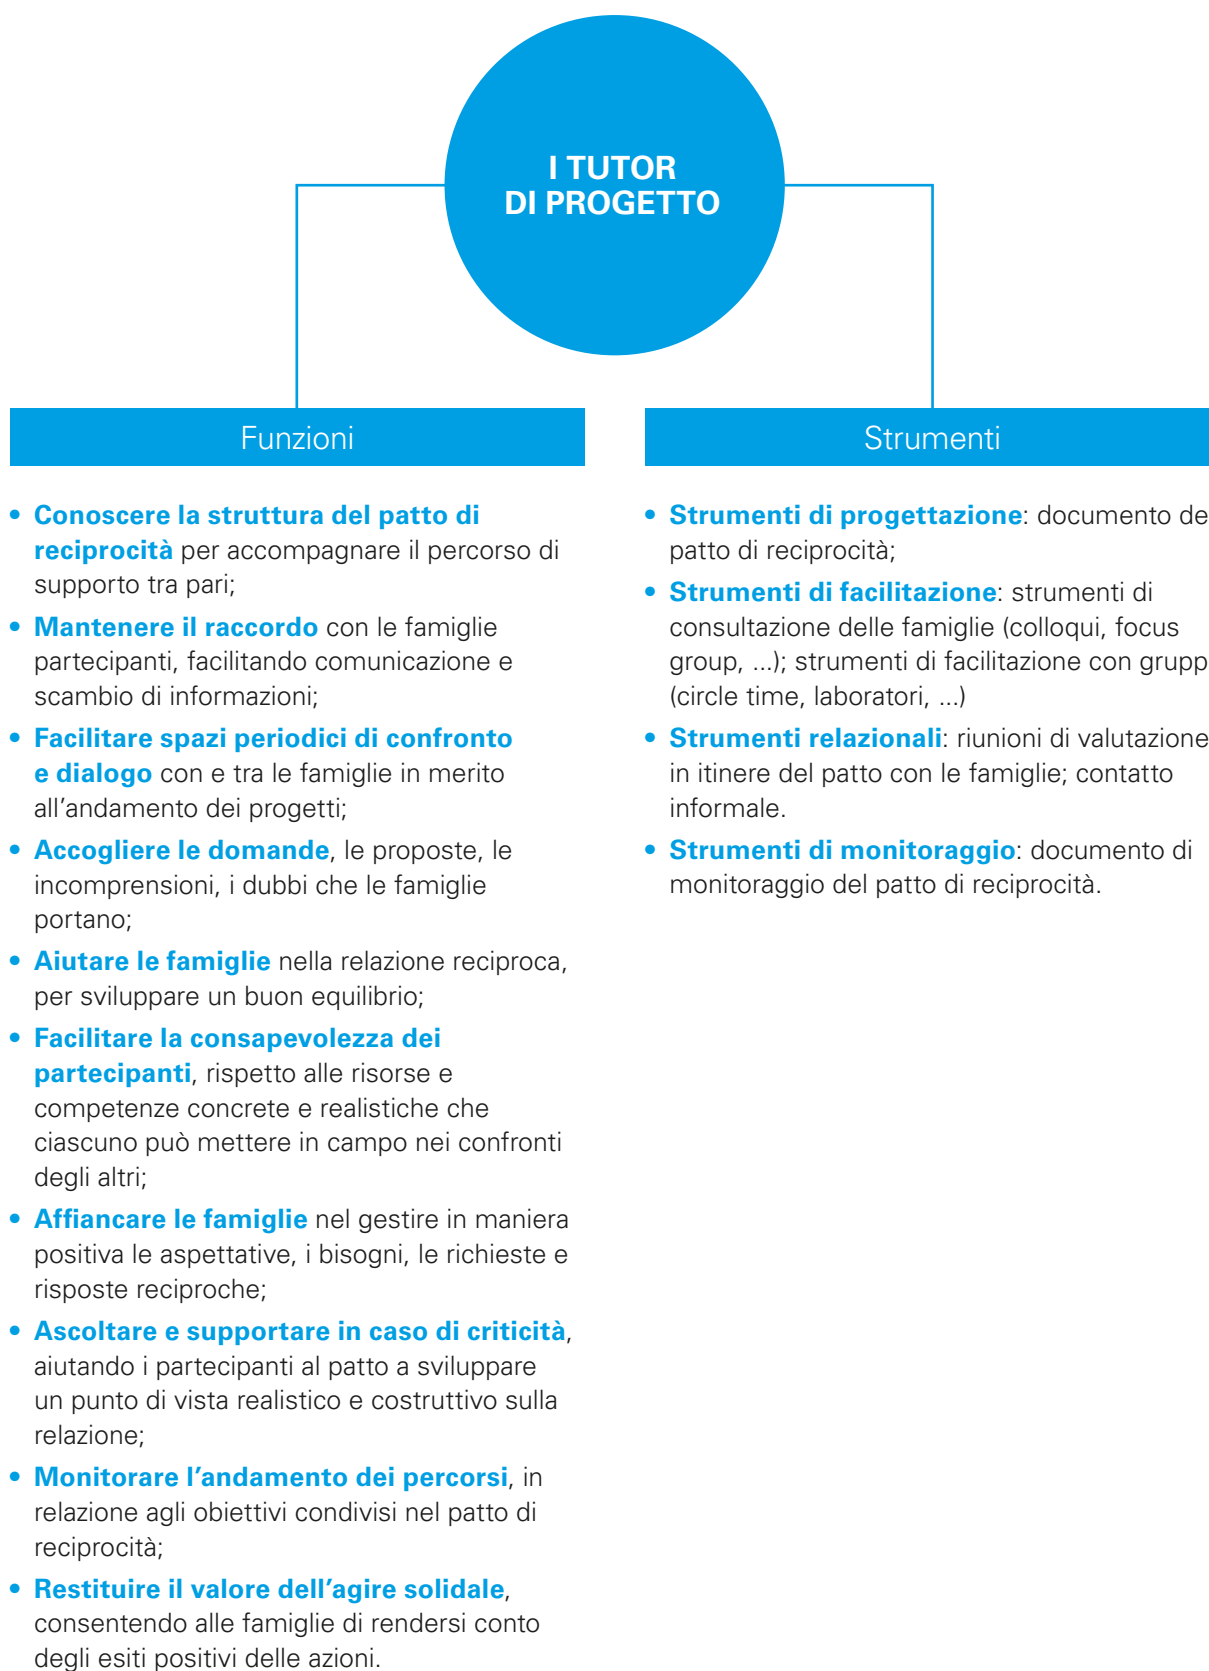 I TUTOR
DI PROGETTO
Funzioni
• Conoscere la struttura del patto di
reciprocità per accompagnare il percorso di
supporto tra pari;
• Mantenere il raccordo con le famiglie
partecipanti, facilitando comunicazione e
scambio di informazioni;
• Facilitare spazi periodici di confronto
e dialogo con e tra le famiglie in merito
all’andamento dei progetti;
• Accogliere le domande, le proposte, le
incomprensioni, i dubbi che le famiglie
portano;
• Aiutare le famiglie nella relazione reciproca,
per sviluppare un buon equilibrio;
• Facilitare la consapevolezza dei
partecipanti, rispetto alle risorse e
competenze concrete e realistiche che
ciascuno può mettere in campo nei confronti
degli altri;
• Affiancare le famiglie nel gestire in maniera
positiva le aspettative, i bisogni, le richieste e
risposte reciproche;
• Ascoltare e supportare in caso di criticità,
aiutando i partecipanti al patto a sviluppare
un punto di vista realistico e costruttivo sulla
relazione;
• Monitorare l’andamento dei percorsi, in
relazione agli obiettivi condivisi nel patto di
reciprocità;
• Restituire il valore dell’agire solidale,
consentendo alle famiglie di rendersi conto
degli esiti positivi delle azioni.
Strumenti
• Strumenti di progettazione: documento de
patto di reciprocità;
• Strumenti di facilitazione: strumenti di
consultazione delle famiglie (colloqui, focus
group, ...); strumenti di facilitazione con grupp
(circle time, laboratori, ...)
• Strumenti relazionali: riunioni di valutazione
in itinere del patto con le famiglie; contatto
informale.
• Strumenti di monitoraggio: documento di
monitoraggio del patto di reciprocità.